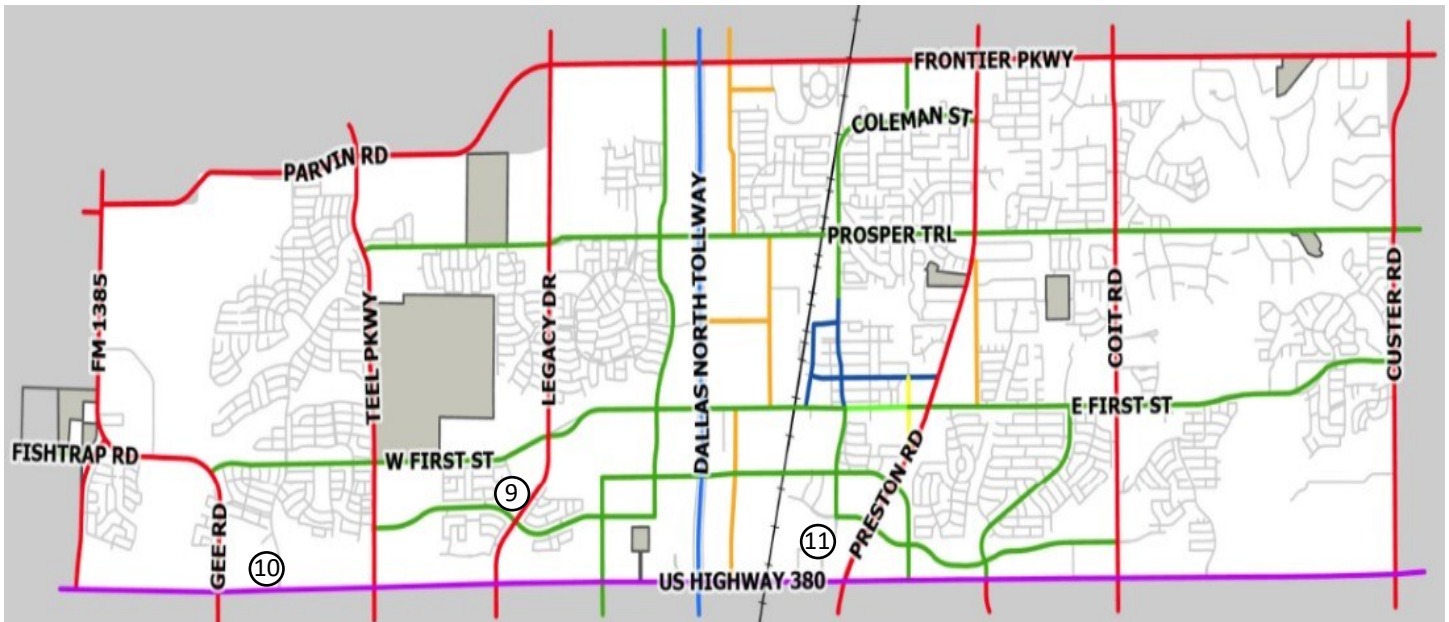 FRONTIER PKWY
COLEMAN ST
PARVIN RD
PROSPER TRL
FM 1385
TEEL PKWY
LEGACY DR
DALLAS NORTH TOLLWAY
COIT RD
CUSTER RD
E FIRST ST
FISHTRAP RD
W FIRST ST
9
PRESTON RD
GEE RD
10
11
US HIGHWAY 380